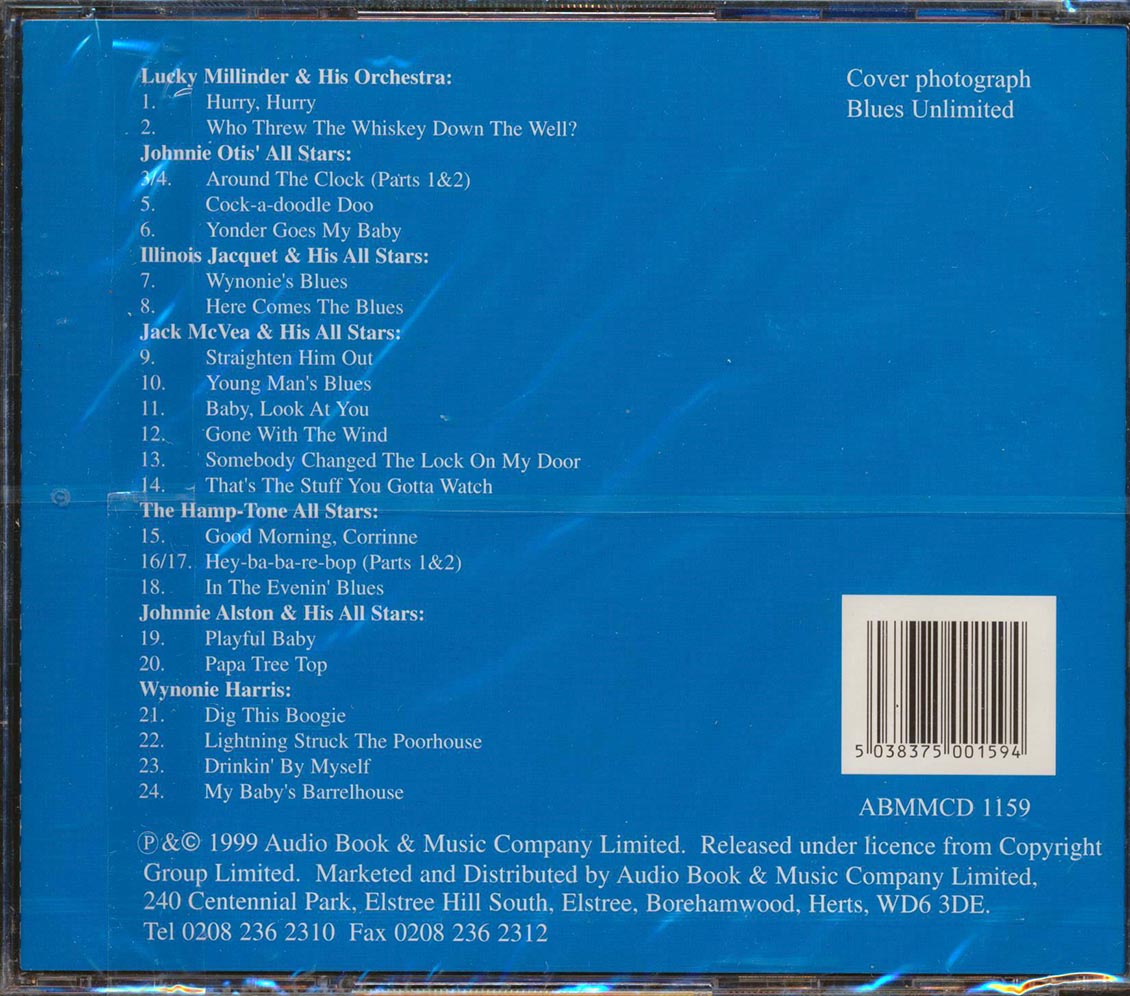 Lucky Millinder & His Orchestra:
1. Hurry, Hurry
2. Who Threw The Whiskey Down The Well?
Johnnie Otis' All Stars:
3/4. Around The Clock (Parts 1&2)
5. Cock-a-doodle Doo
6. Yonder Goes My Baby
Illinois Jacquet & His All Stars:
7. Wynonie's Blues
8. Here Comes The Blues
Jack McVea & His All Stars:
9. Straighten Him Out
10. Young Man's Blues
11. Baby, Look At You
12. Gone With The Wind
13. Somebody Changed The Lock On My Door
14. That's The Stuff You Gotta Watch
The Hamp-Tone All Stars:
15. Good Morning, Corrinne
16/17. Hey-ba-ba-re-bop (Parts 1&2)
18. In The Evenin' Blues
Johnnie Alston & His All Stars:
19. Playful Baby
20. Papa Tree Top
Wynonie Harris:
21. Dig This Boogie
22. Lightning Struck The Poorhouse
23. Drinkin' By Myself
24. My Baby's Barrelhouse
Cover photograph
Blues Unlimited
5 038375 001594
ABMMCD 1159
℗&© 1999 Audio Book & Music Company Limited. Released under licence from Copyright
Group Limited. Marketed and Distributed by Audio Book & Music Company Limited,
240 Centennial Park, Elstree Hill South, Elstree, Borehamwood, Herts, WD6 3DE.
Tel 0208 236 2310 Fax 0208 236 2312